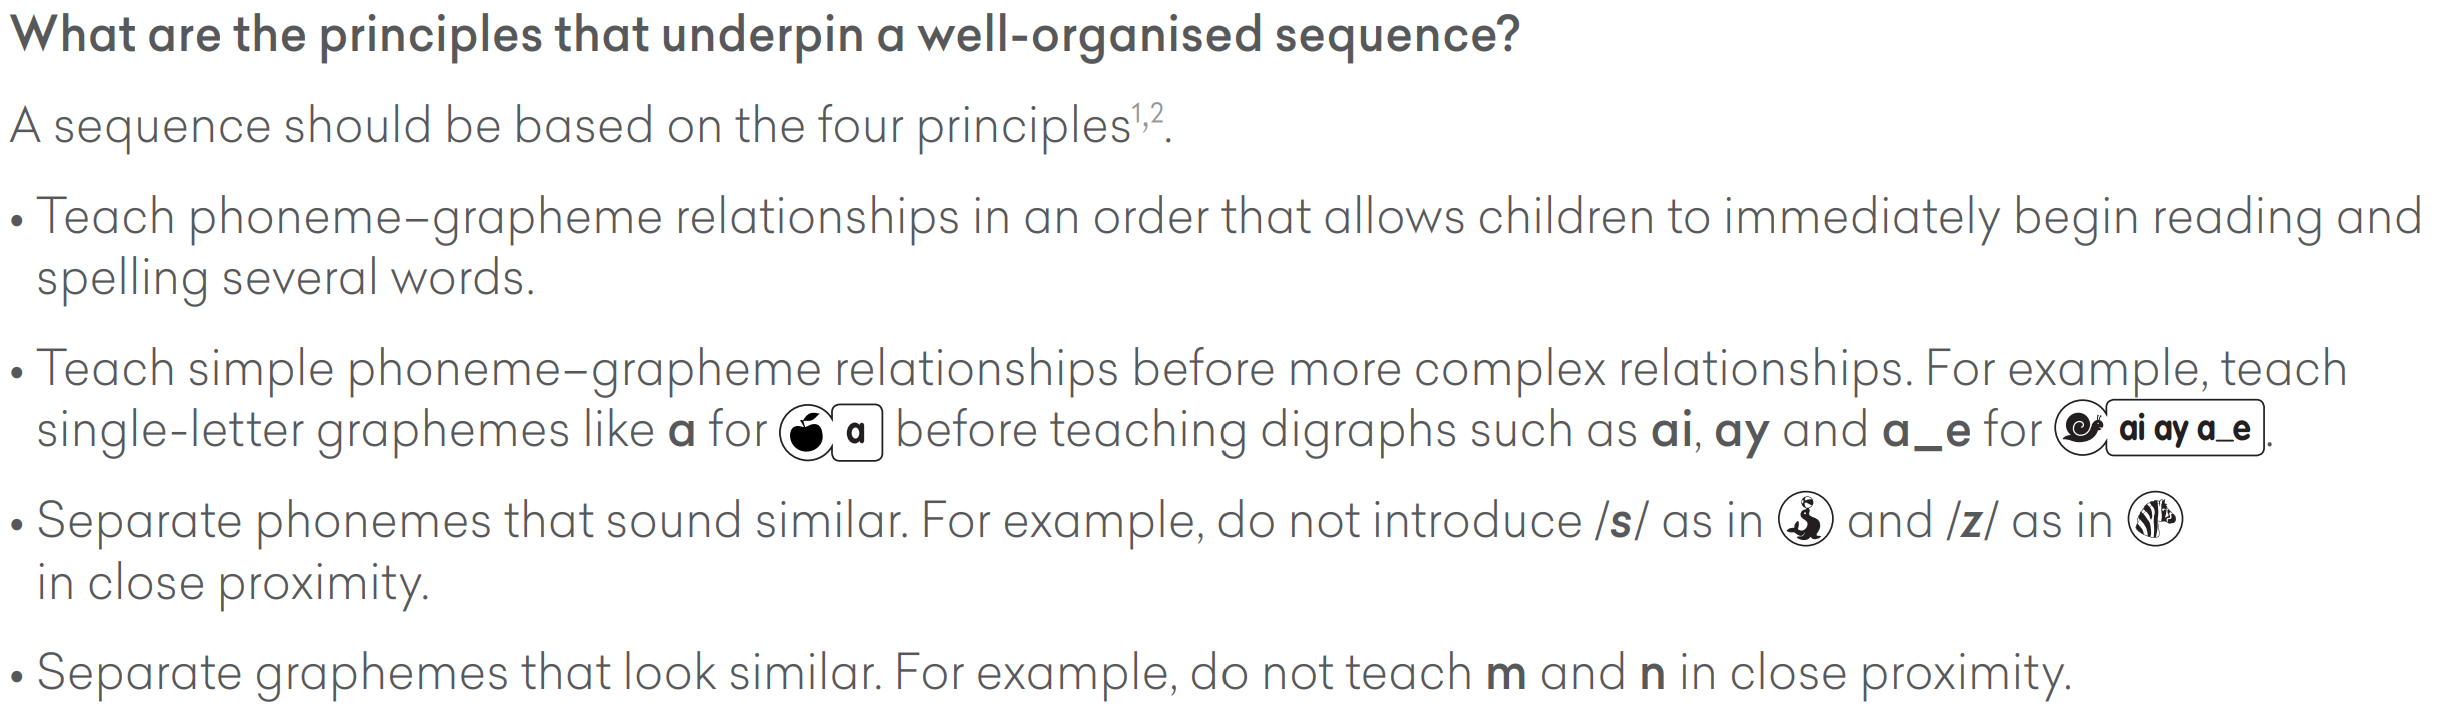 What are the principles that underpin a well-organised sequence?
A sequence should be based on the four principles1,2.
• Teach phoneme–grapheme relationships in an order that allows children to immediately begin reading and
spelling several words.
• Teach simple phoneme–grapheme relationships before more complex relationships. For example, teach
single-letter graphemes like a for a before teaching digraphs such as ai, ay and a_e for ai ay a_e.
• Separate phonemes that sound similar. For example, do not introduce /s/ as in and /z/ as in
in close proximity.
• Separate graphemes that look similar. For example, do not teach m and n in close proximity.